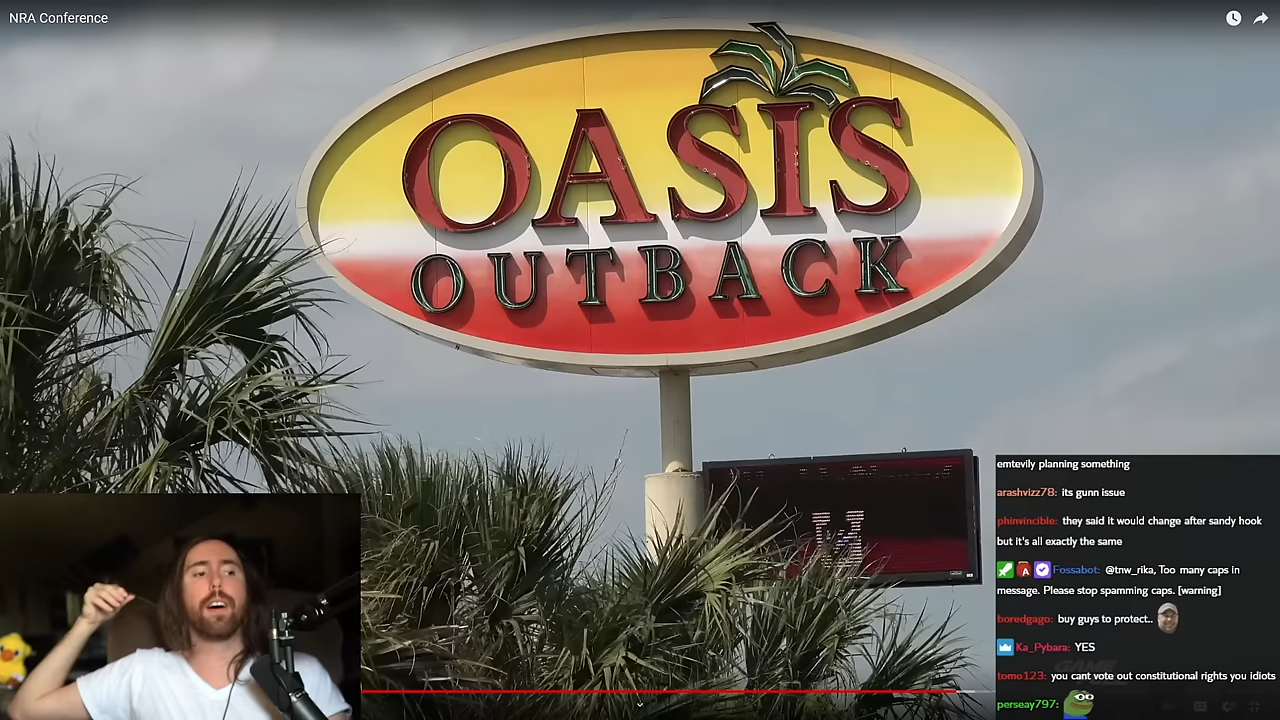 NRA Conference
OASIS
OUTBACK
emtevily planning something
arashvizz78: its gunn issue
phinvincible: they said it would change after sandy hook
but it's all exactly the same
Fossabot: @tnw_rika, Too many caps in
message. Please stop spamming caps. [warning]
boredgago: buy guys to protect..
Ka_Pybara: YES
tomo123: you cant vote out constitutional rights you idiots
perseay797: